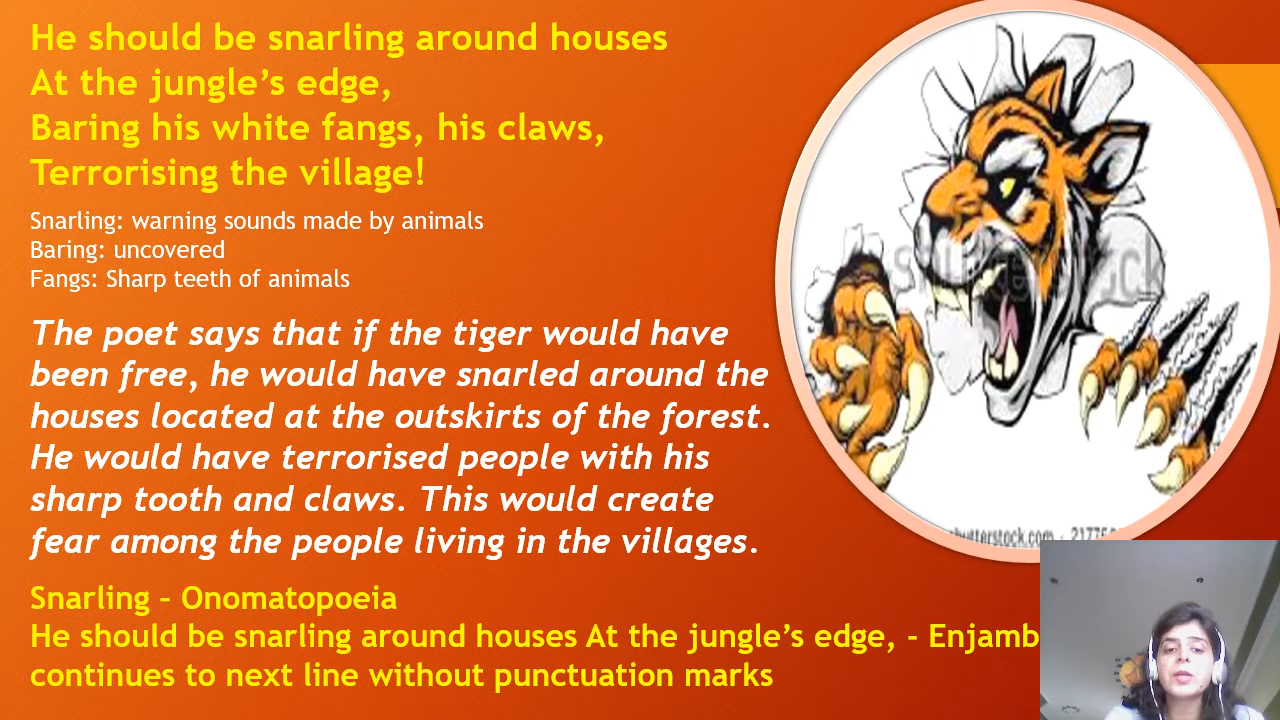 He should be snarling around houses
At the jungle's edge,
Baring his white fangs, his claws,
Terrorising the village!
Snarling: warning sounds made by animals
Baring: uncovered
Fangs: Sharp teeth of animals
The poet says that if the tiger would have
been free, he would have snarled around the
houses located at the outskirts of the forest.
He would have terrorised people with his
sharp tooth and claws. This would create
fear among the people living in the villages.
Snarling – Onomatopoeia
He should be snarling around houses At the jungle's edge, - Enjamb
continues to next line without punctuation marks
shutterstock